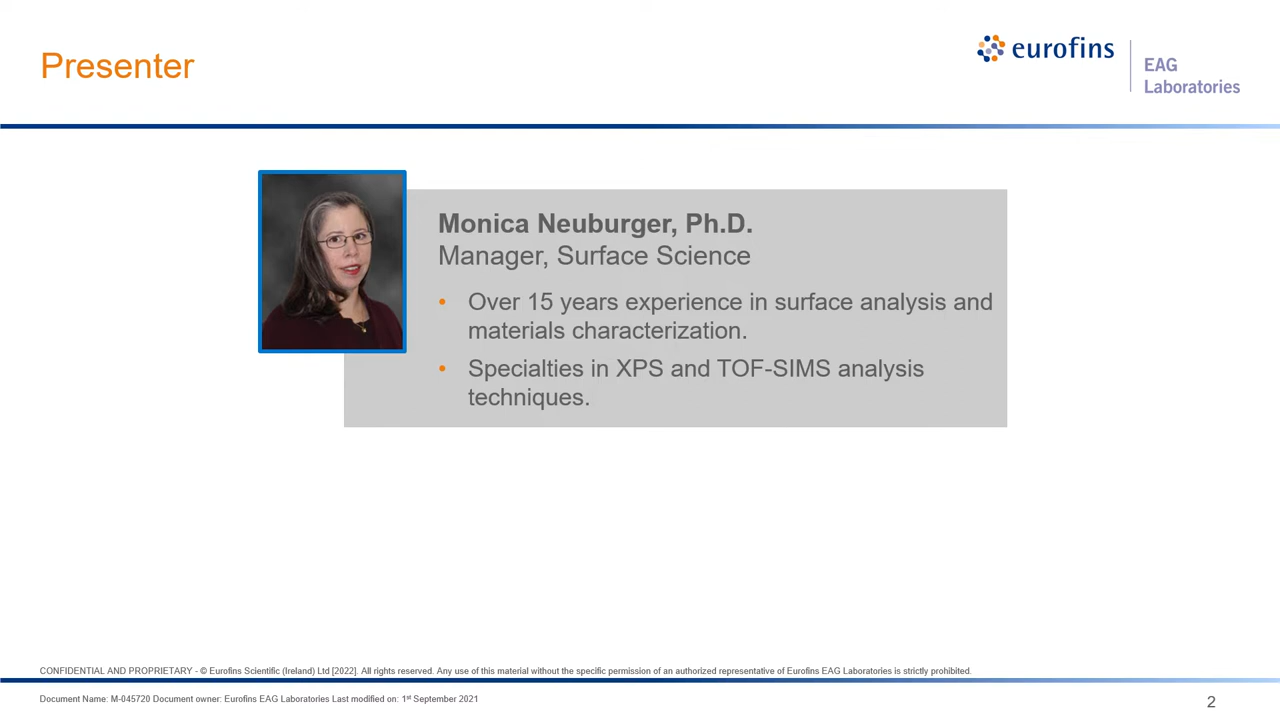 Presenter
eurofins
EAG
Laboratories
Monica Neuburger, Ph.D.
Manager, Surface Science
• Over 15 years experience in surface analysis and
materials characterization.
• Specialties in XPS and TOF-SIMS analysis
techniques.
CONFIDENTIAL AND PROPRIETARY - © Eurofins Scientific (Ireland) Ltd [2022]. All rights reserved. Any use of this material without the specific permission of an authorized representative of Eurofins EAG Laboratories is strictly prohibited.
Document Name: M-045720 Document owner: Eurofins EAG Laboratories Last modified on: 1st September 2021
2